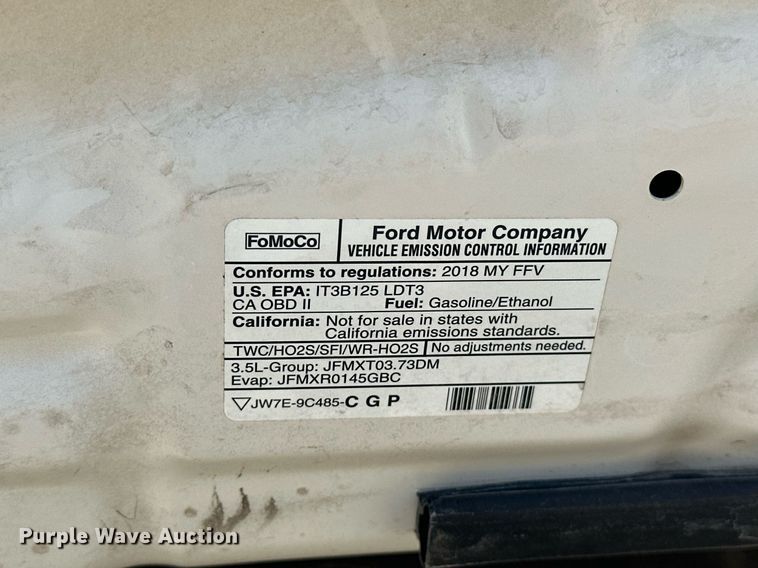 FoMoCo
Ford Motor Company
VEHICLE EMISSION CONTROL INFORMATION
Conforms to regulations: 2018 MY FFV
U.S. EPA: IT3B125 LDT3
CA OBD II Fuel: Gasoline/Ethanol
California: Not for sale in states with
California emissions standards.
TWC/HO2S/SFI/WR-HO2S No adjustments needed.
3.5L-Group: JFMXT03.73DM
Evap: JFMXR0145GBC
▽JW7E-9C485-C G P
Purple Wave Auction